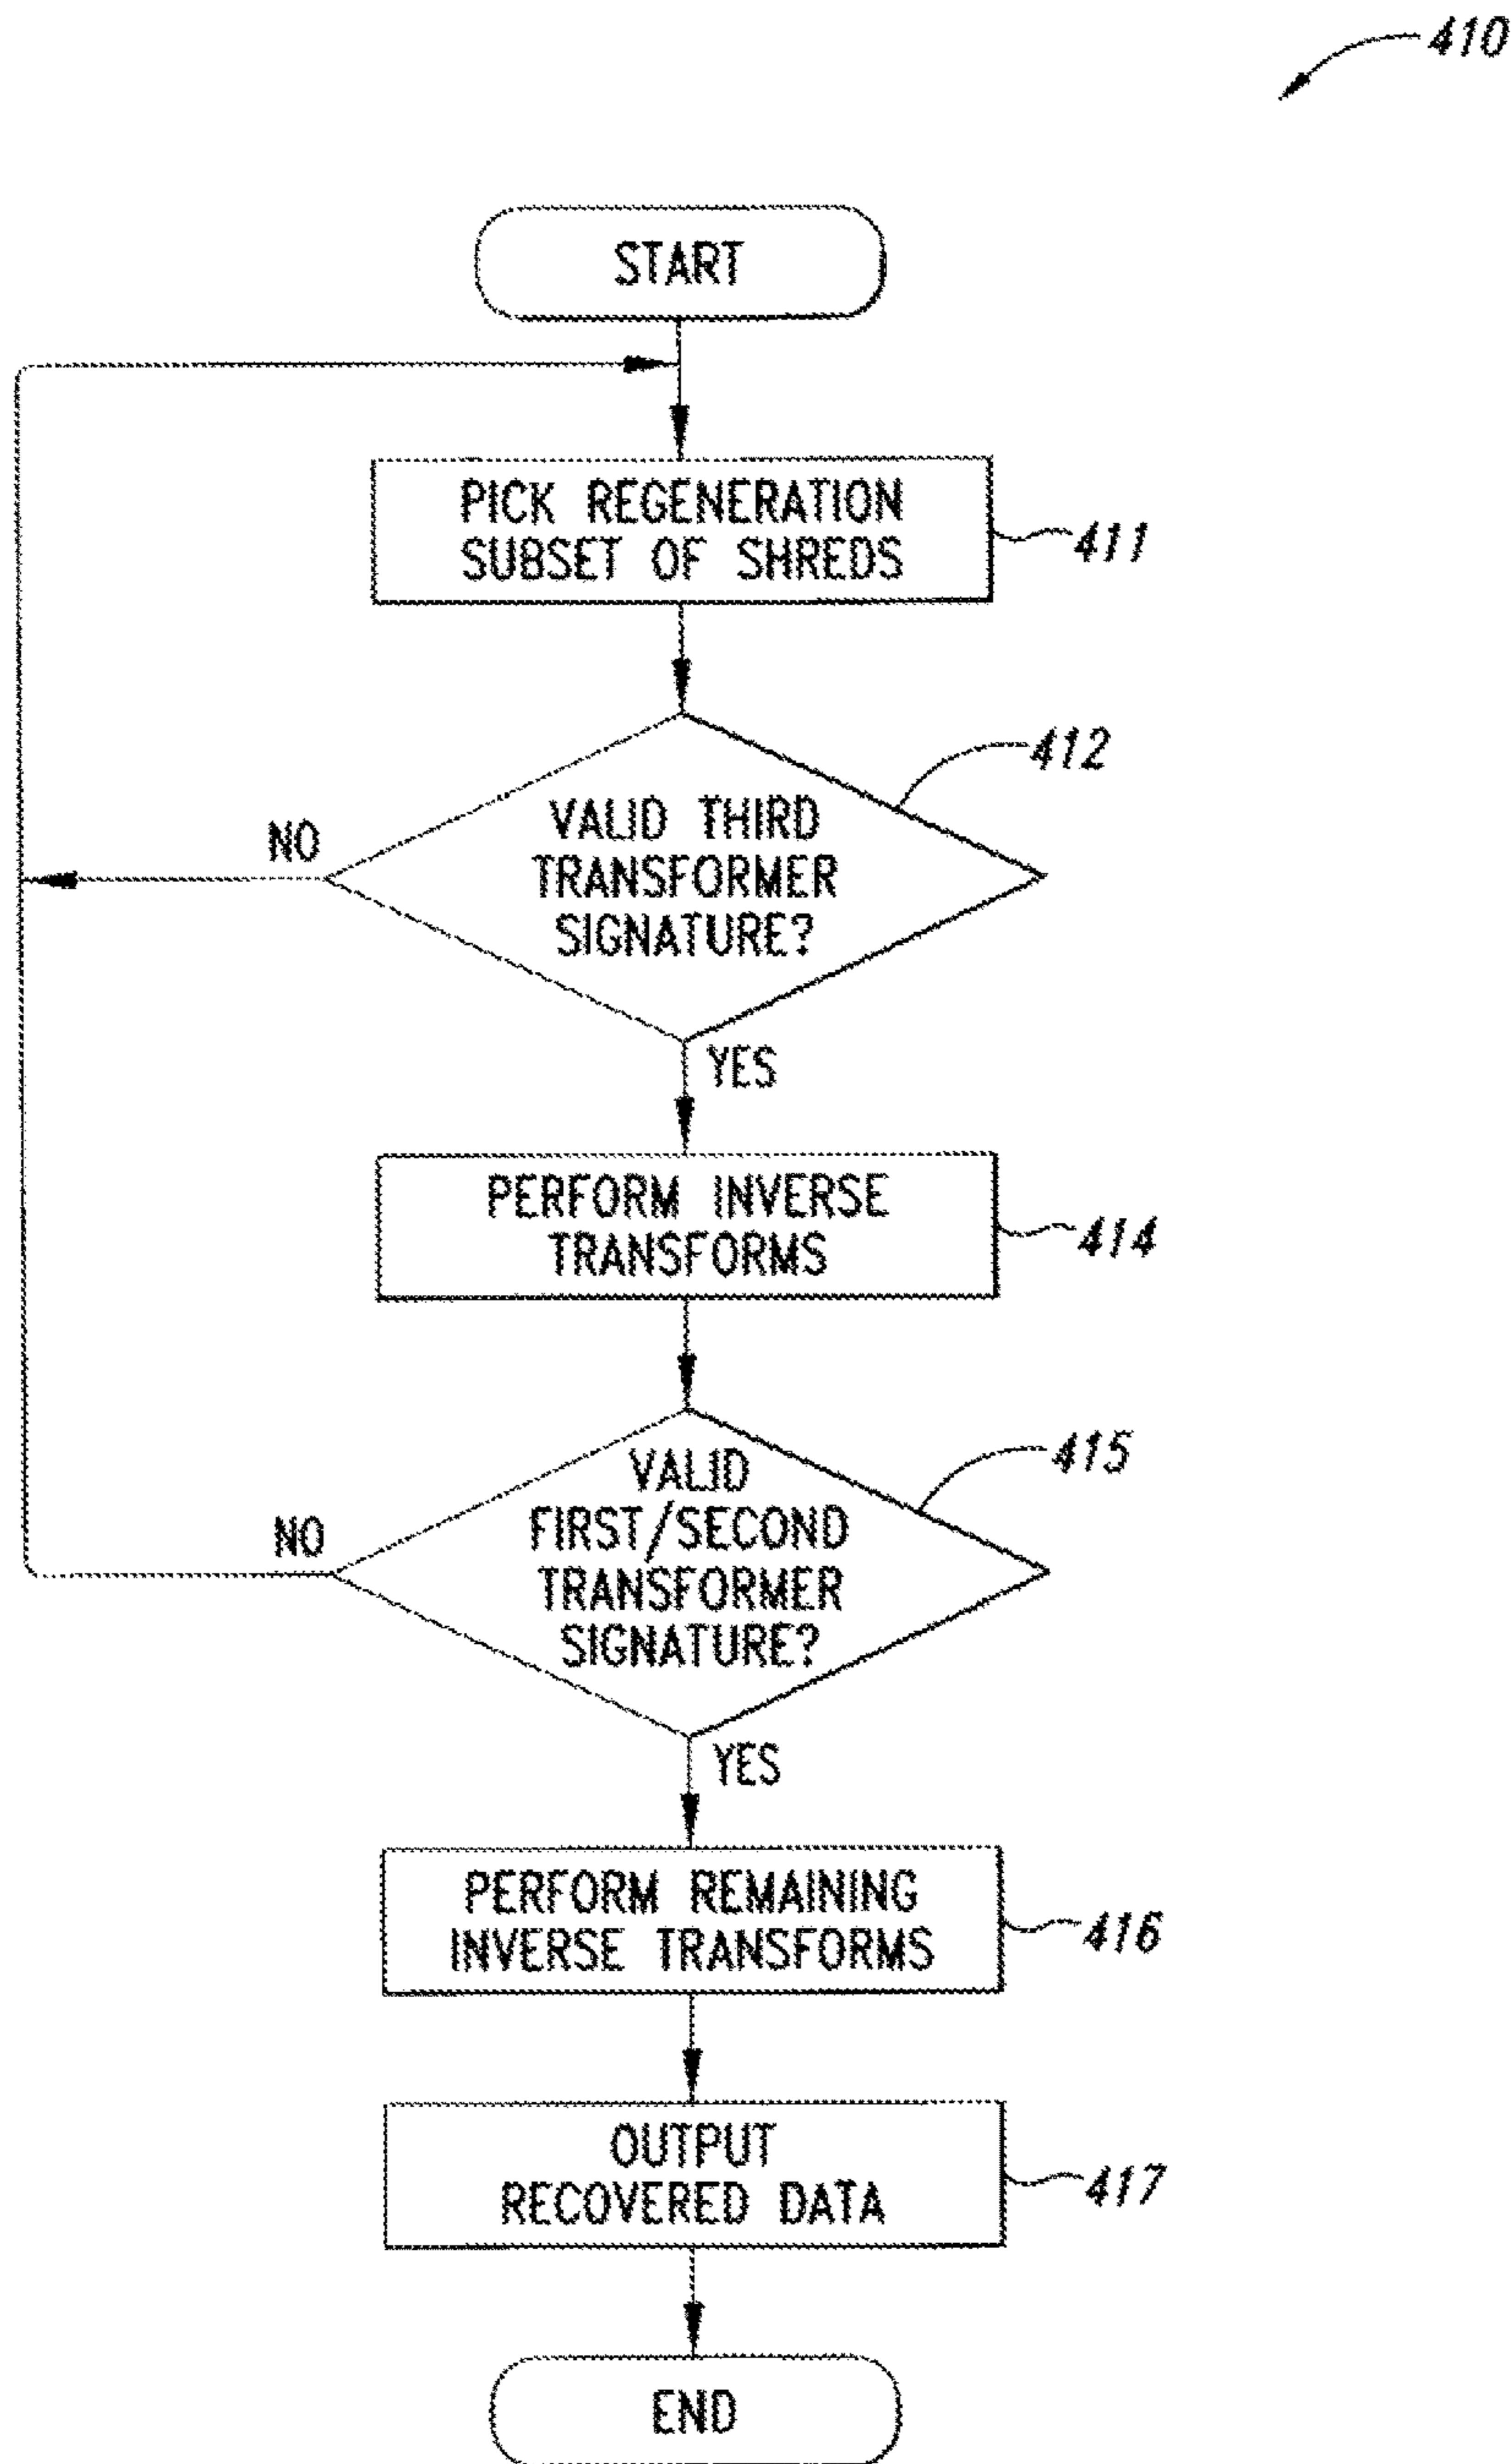 410
START
PICK REGENERATION
SUBSET OF SHREDS
411
412
VALID THIRD
TRANSFORMER
SIGNATURE?
NO
YES
PERFORM INVERSE
TRANSFORMS
414
415
VALID
FIRST/SECOND
TRANSFORMER
SIGNATURE?
NO
YES
PERFORM REMAINING
INVERSE TRANSFORMS
416
OUTPUT
RECOVERED DATA
417
END